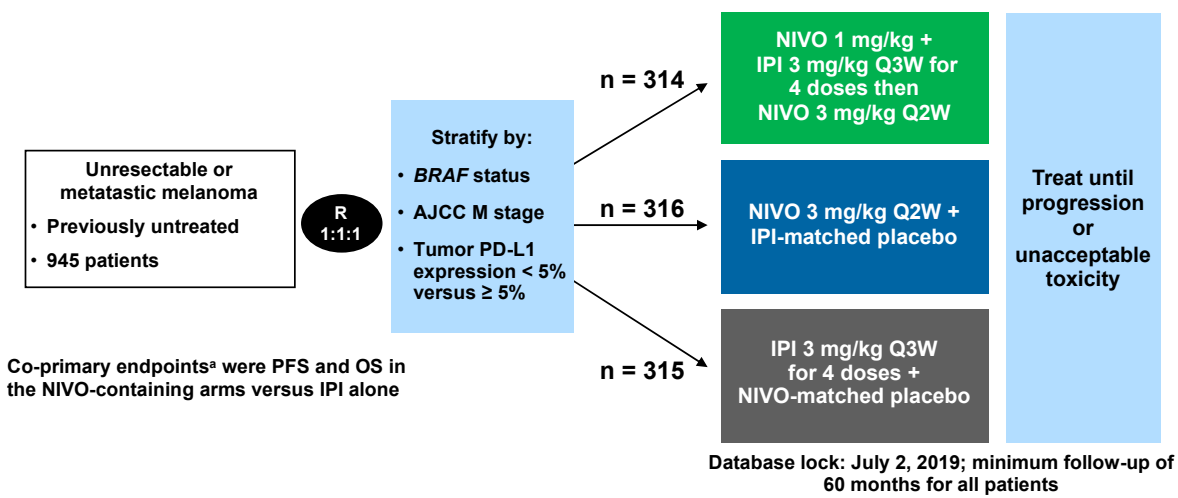 Unresectable or
metatastic melanoma
• Previously untreated
• 945 patients
R
1:1:1
Stratify by:
• BRAF status
• AJCC M stage
• Tumor PD-L1
expression < 5%
versus ≥ 5%
n = 314
n = 316
n = 315
NIVO 1 mg/kg +
IPI 3 mg/kg Q3W for
4 doses then
NIVO 3 mg/kg Q2W
NIVO 3 mg/kg Q2W +
IPI-matched placebo
IPI 3 mg/kg Q3W
for 4 doses +
NIVO-matched placebo
Treat until
progression
or
unacceptable
toxicity
Co-primary endpointsᵃ were PFS and OS in
the NIVO-containing arms versus IPI alone
Database lock: July 2, 2019; minimum follow-up of
60 months for all patients